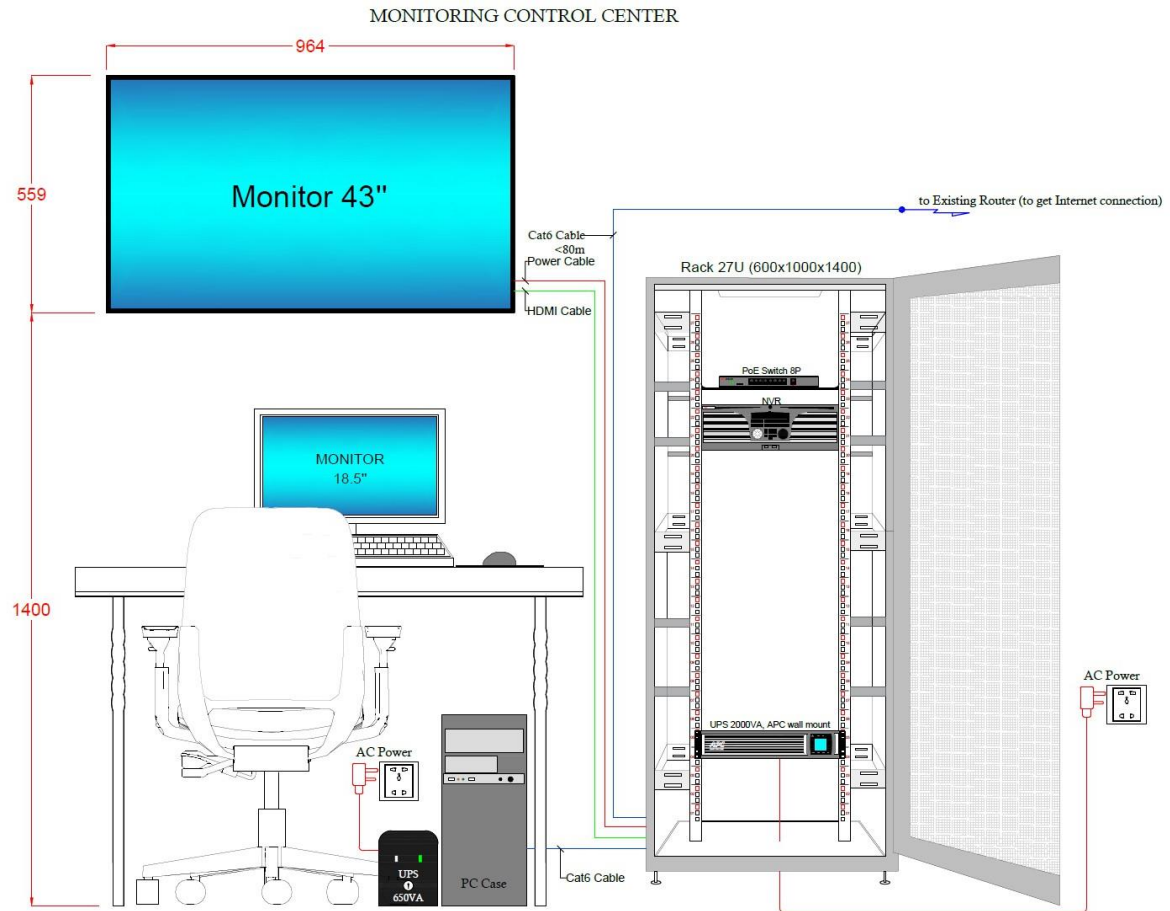 MONITORING CONTROL CENTER
964
559
Monitor 43"
to Existing Router (to get Internet connection)
Cat6 Cable
<80m
Power Cable
HDMI Cable
Rack 27U (600x1000x1400)
PoE Switch 8P
NVR
MONITOR
18.5"
1400
UPS 2000VA, APC wall mount
APC
AC Power
AC Power
UPS
650VA
PC Case
Cat6 Cable